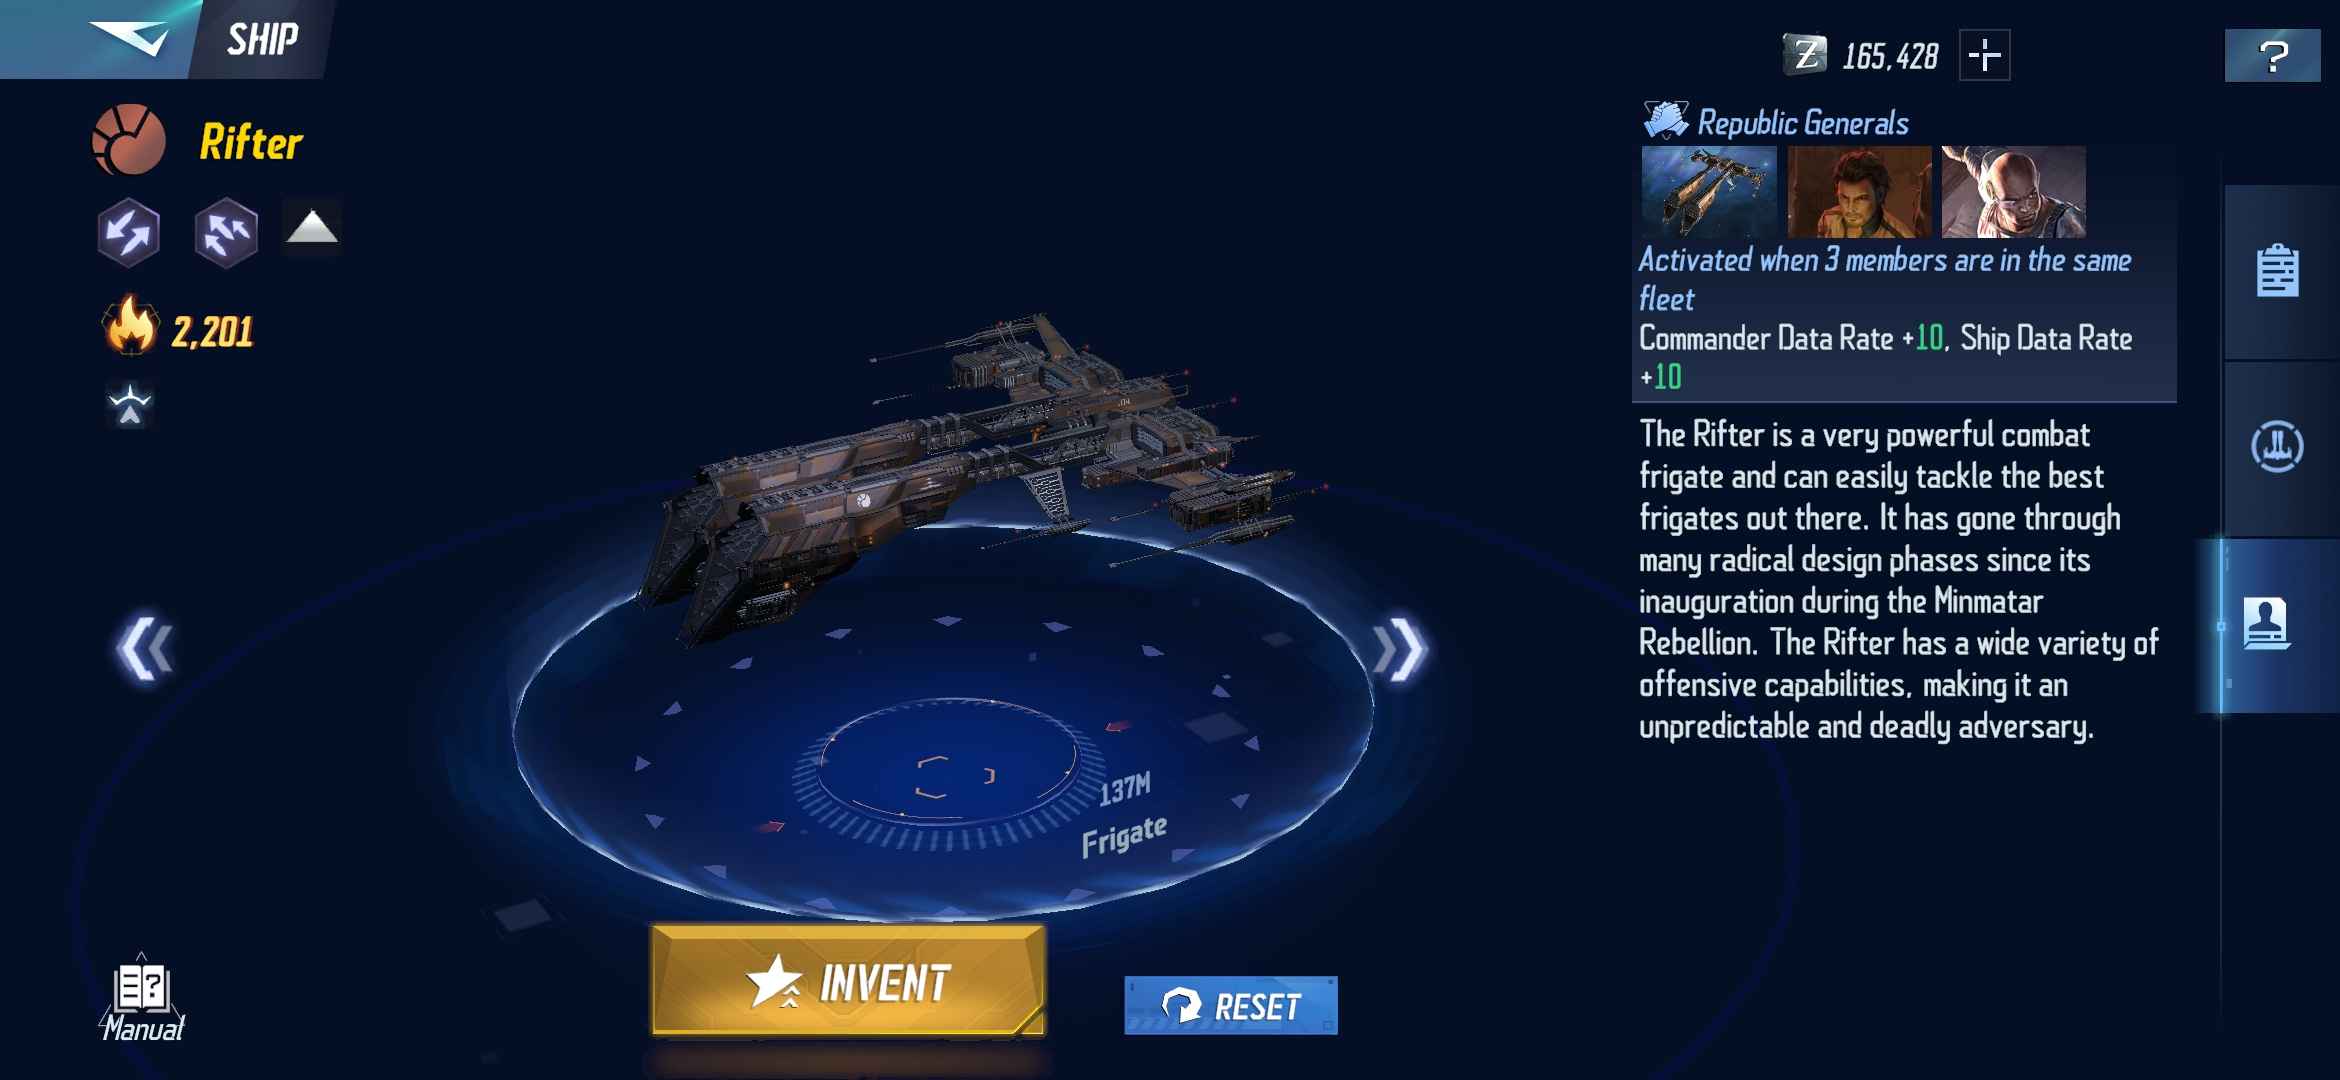 SHIP
165,428
?
Rifter
2,201
Republic Generals
Activated when 3 members are in the same
fleet
Commander Data Rate +10, Ship Data Rate
+10
The Rifter is a very powerful combat
frigate and can easily tackle the best
frigates out there. It has gone through
many radical design phases since its
inauguration during the Minmatar
Rebellion. The Rifter has a wide variety of
offensive capabilities, making it an
unpredictable and deadly adversary.
137M
Frigate
Manual
INVENT
RESET